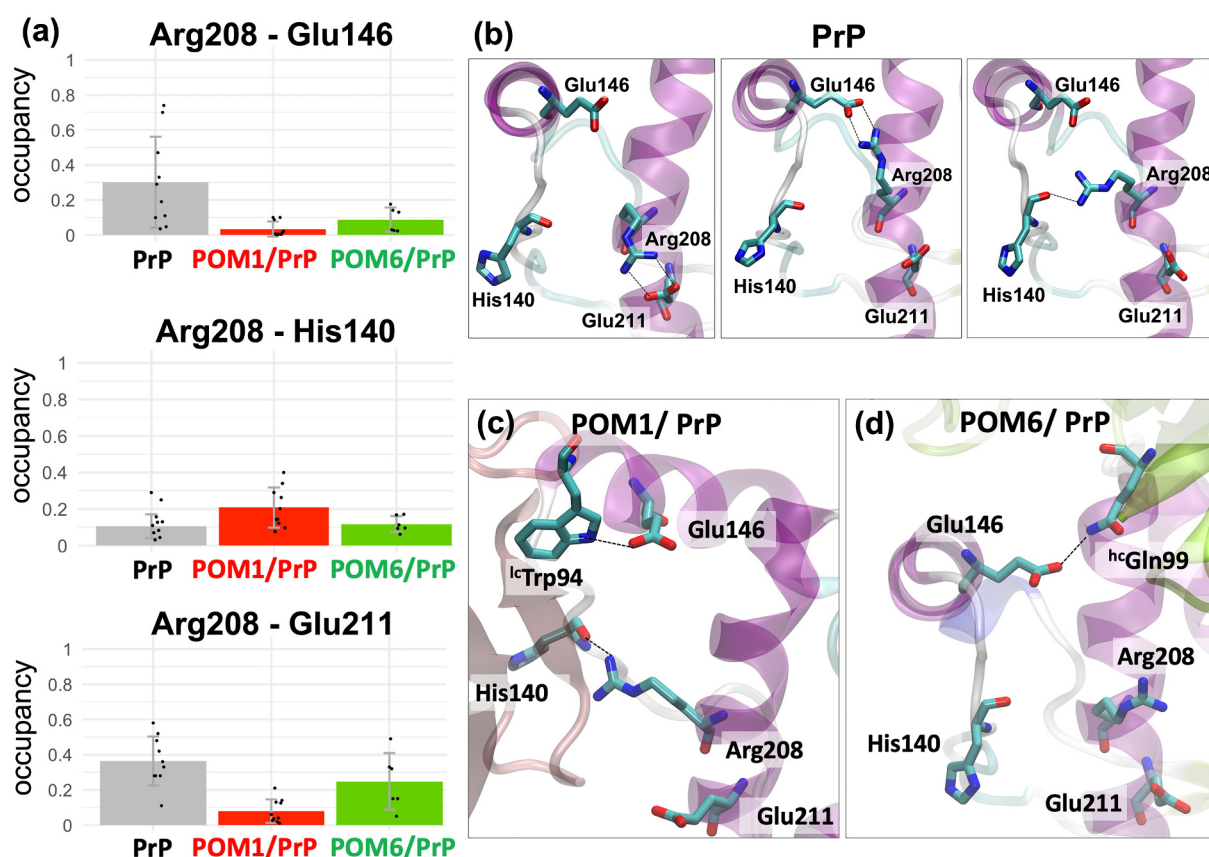 (a)
Arg208 - Glu146
1
0.8
0.6
0.4
0.2
0
occupancy
PrP POM1/PrP POM6/PrP
Arg208 - His140
1
0.8
0.6
0.4
0.2
0
occupancy
PrP POM1/PrP POM6/PrP
Arg208 - Glu211
1
0.8
0.6
0.4
0.2
0
occupancy
PrP POM1/PrP POM6/PrP
(b) PrP
Glu146
Arg208
His140
Glu211
Glu146
Arg208
His140
Glu211
Glu146
Arg208
His140
Glu211
(c) POM1/ PrP
Glu146
lcTrp94
His140
Arg208
Glu211
(d) POM6/ PrP
Glu146
hcGln99
Arg208
His140
Glu211